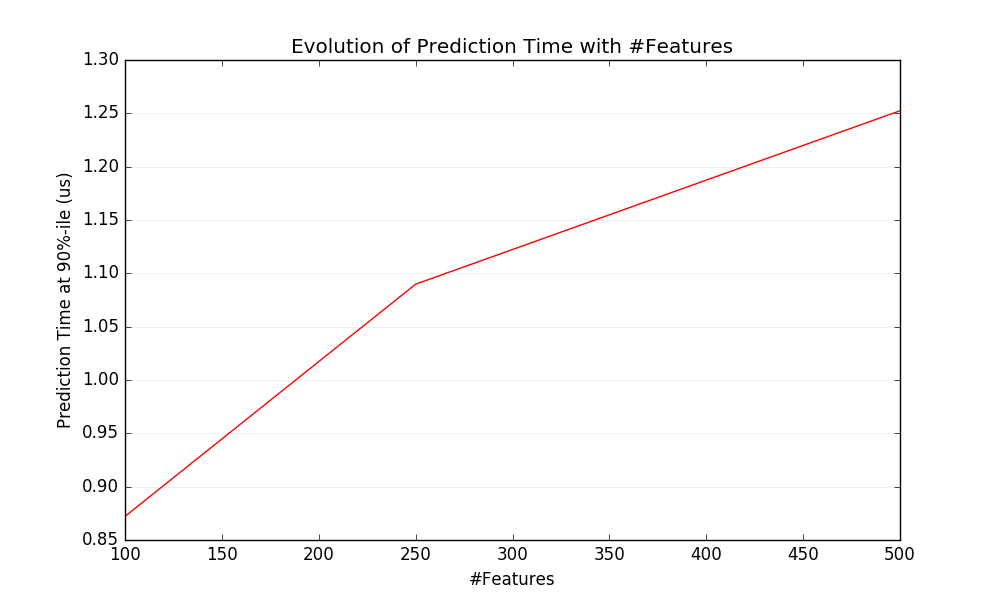 Evolution of Prediction Time with #Features
1.30
1.25
1.20
1.15
1.10
1.05
1.00
0.95
0.90
0.85
Prediction Time at 90%-ile (us)
100 150 200 250 300 350 400 450 500
#Features